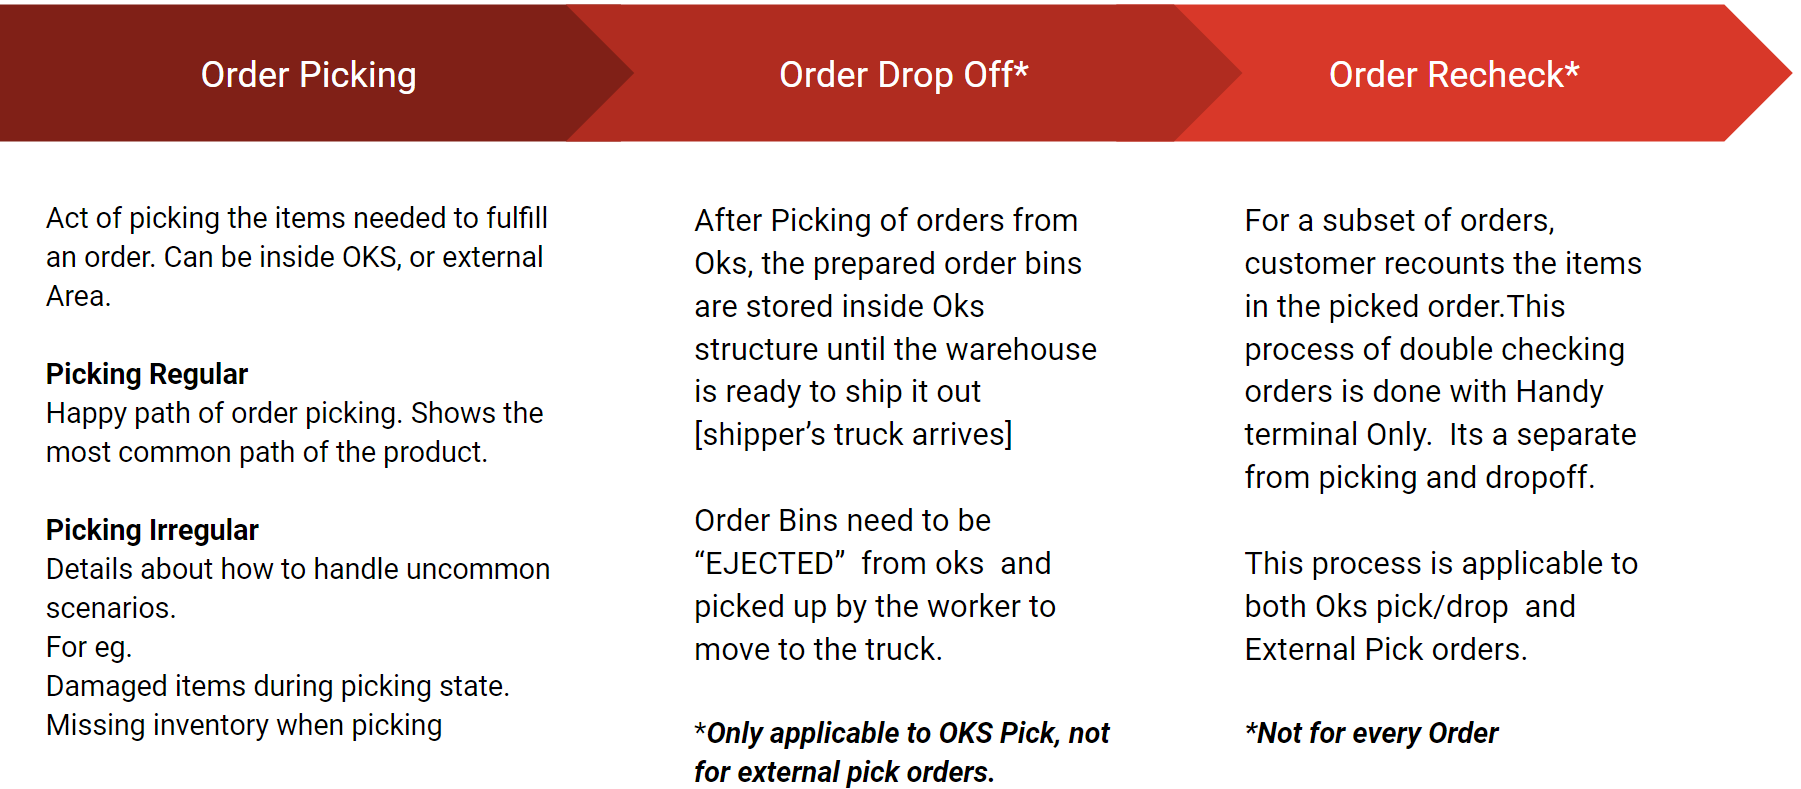 Order Picking
Order Drop Off*
Order Recheck*
Act of picking the items needed to fulfill
an order. Can be inside OKS, or external
Area.
Picking Regular
Happy path of order picking. Shows the
most common path of the product.
Picking Irregular
Details about how to handle uncommon
scenarios.
For eg.
Damaged items during picking state.
Missing inventory when picking
After Picking of orders from
Oks, the prepared order bins
are stored inside Oks
structure until the warehouse
is ready to ship it out
[shipper’s truck arrives]
Order Bins need to be
“EJECTED”  from oks  and
picked up by the worker to
move to the truck.
*Only applicable to OKS Pick, not
for external pick orders.
For a subset of orders,
customer recounts the items
in the picked order.This
process of double checking
orders is done with Handy
terminal Only.  Its a separate
from picking and dropoff.
This process is applicable to
both Oks pick/drop  and
External Pick orders.
*Not for every Order